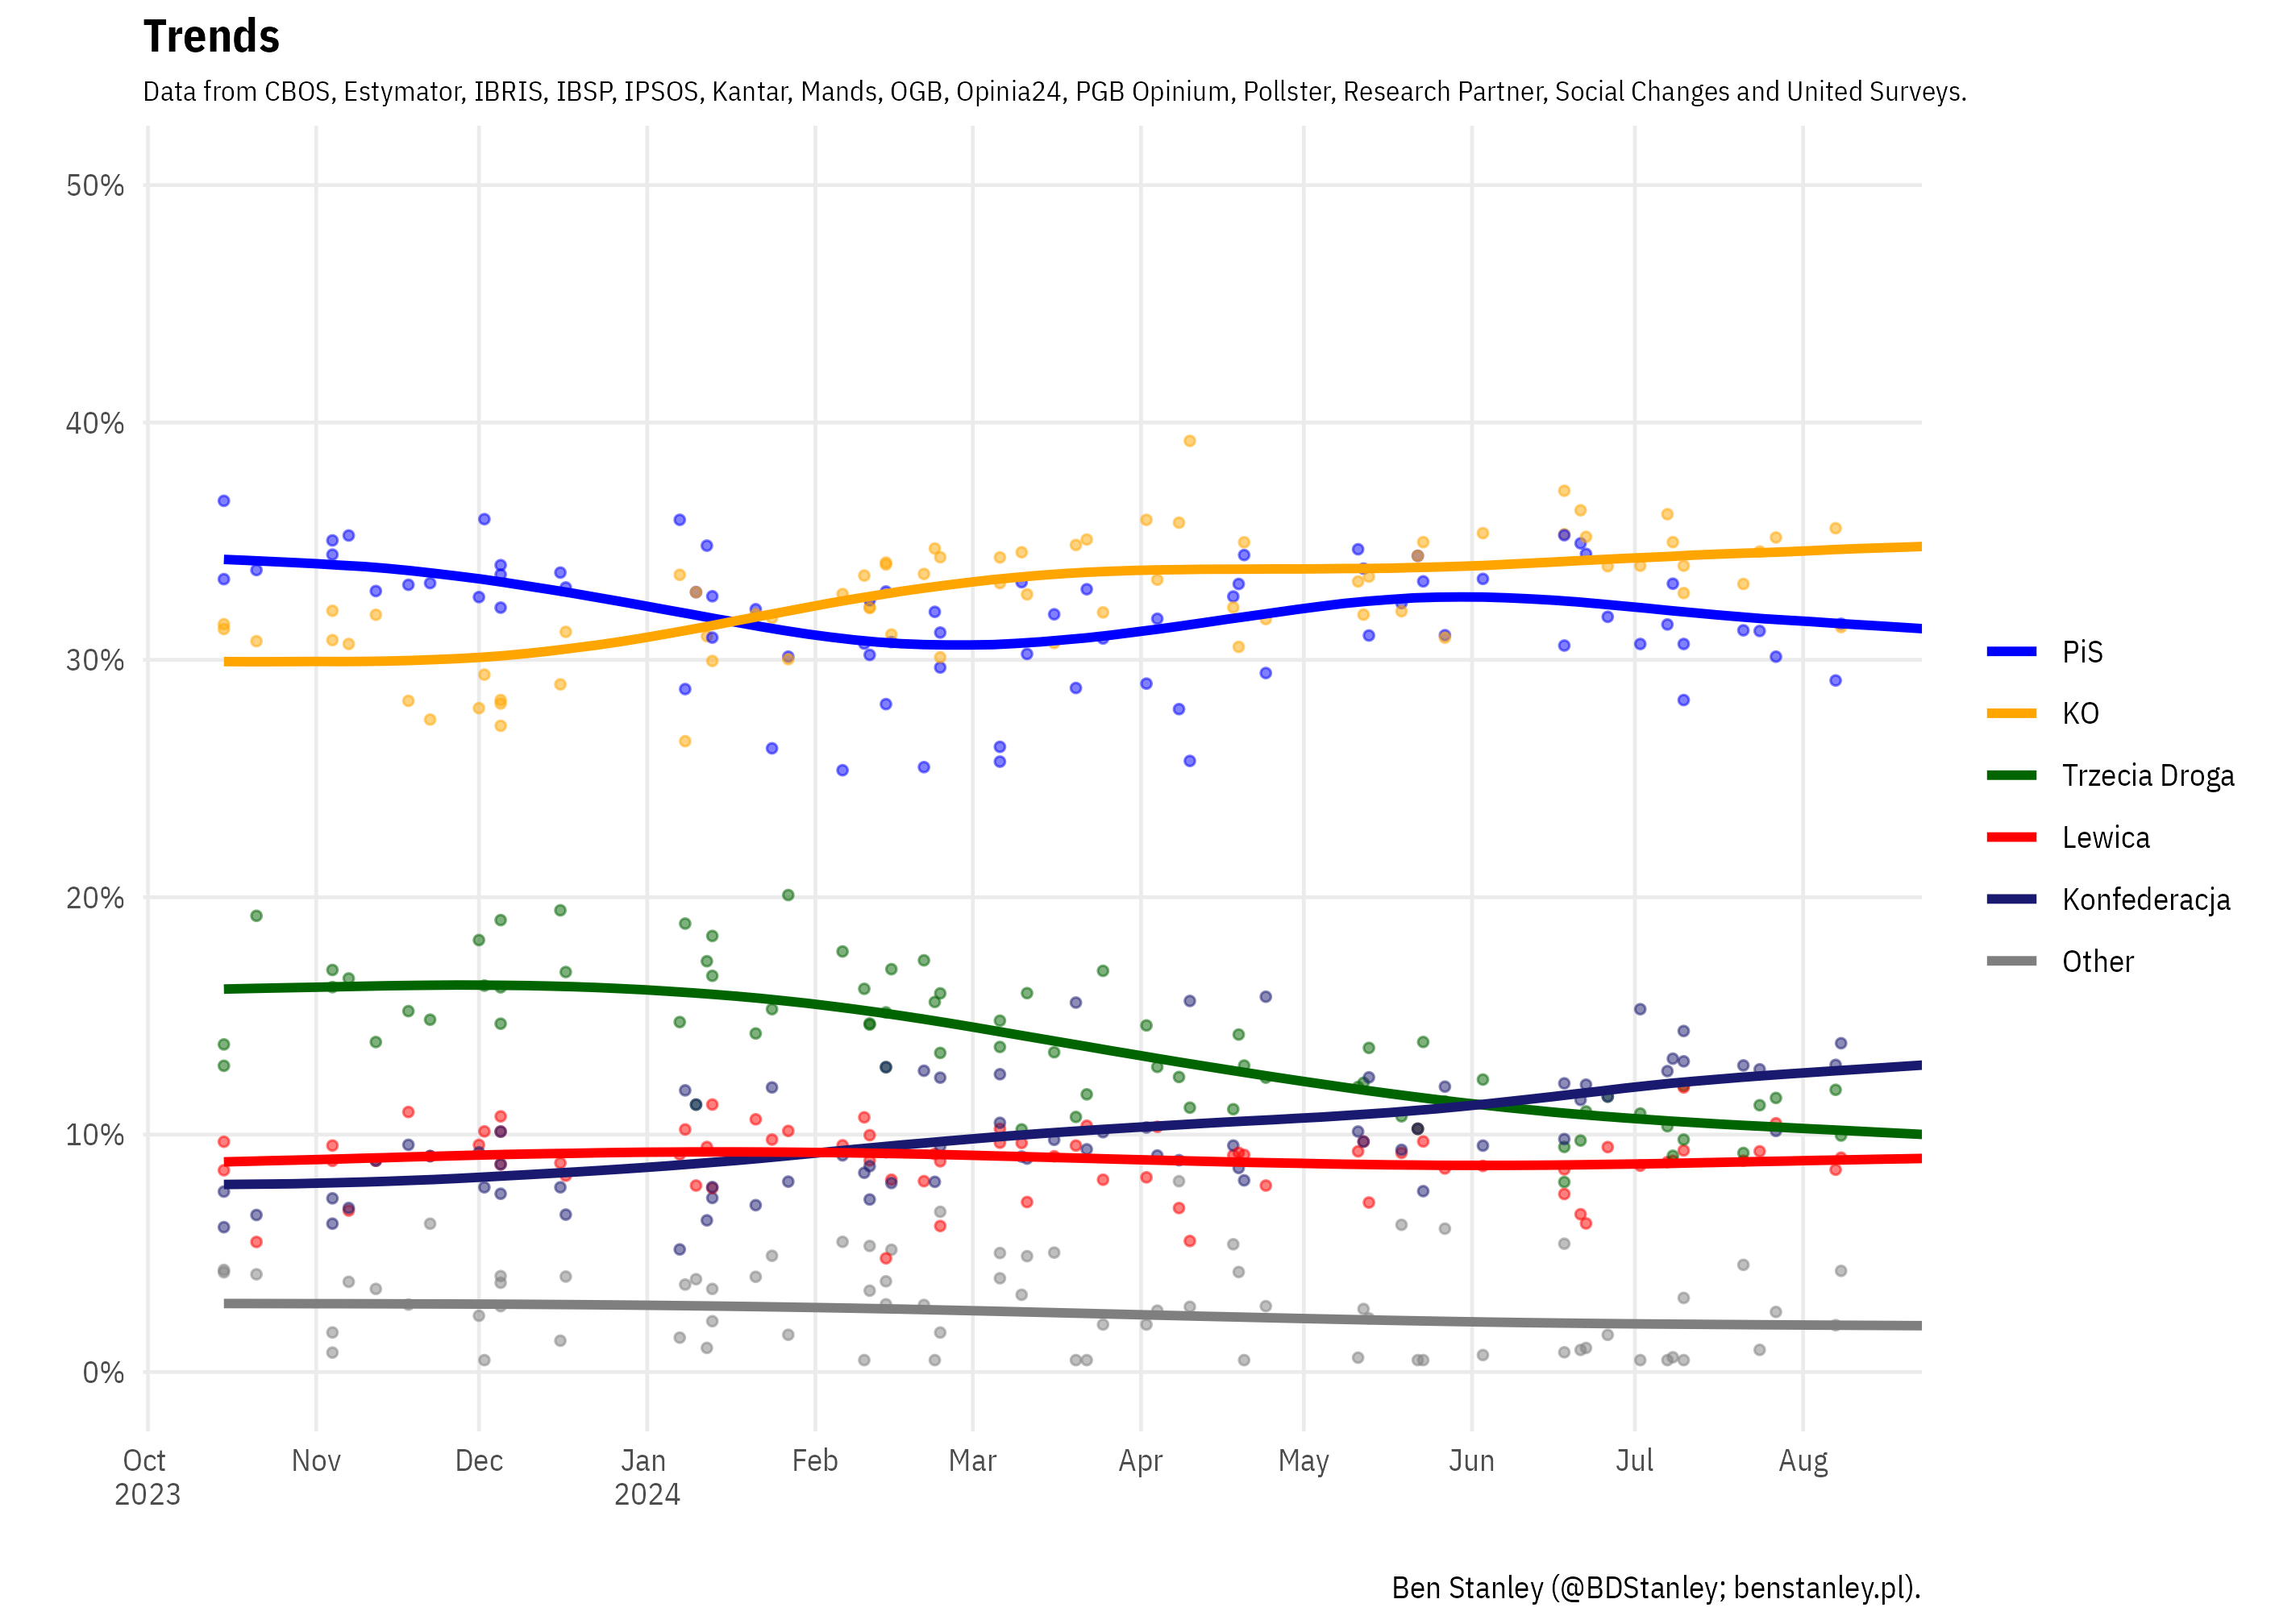 Trends
Data from CBOS, Estymator, IBRIS, IBSP, IPSOS, Kantar, Mands, OGB, Opinia24, PGB Opinium, Pollster, Research Partner, Social Changes and United Surveys.
50%
40%
30%
20%
10%
0%
Oct Nov Dec Jan Feb Mar Apr May Jun Jul Aug
2023 2024
PiS
KO
Trzecia Droga
Lewica
Konfederacja
Other
Ben Stanley (@BDStanley; benstanley.pl).